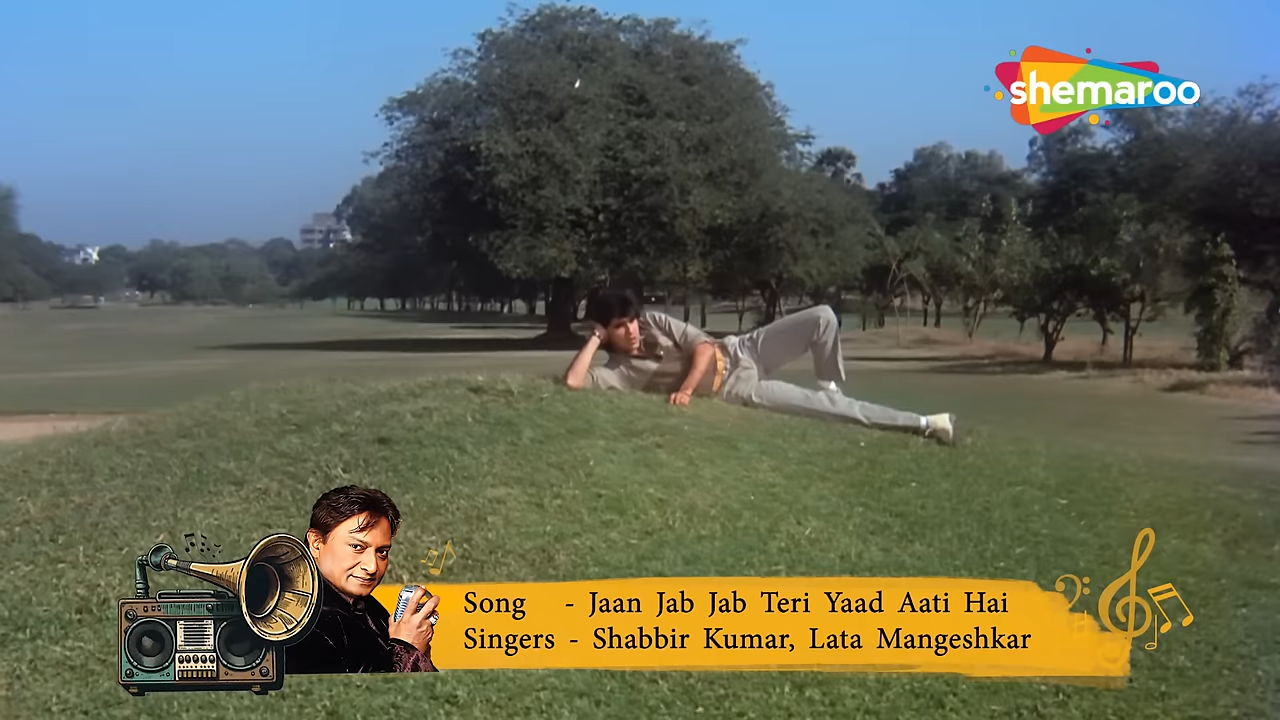 shemaroo
Song - Jaan Jab Jab Teri Yaad Aati Hai
Singers - Shabbir Kumar, Lata Mangeshkar